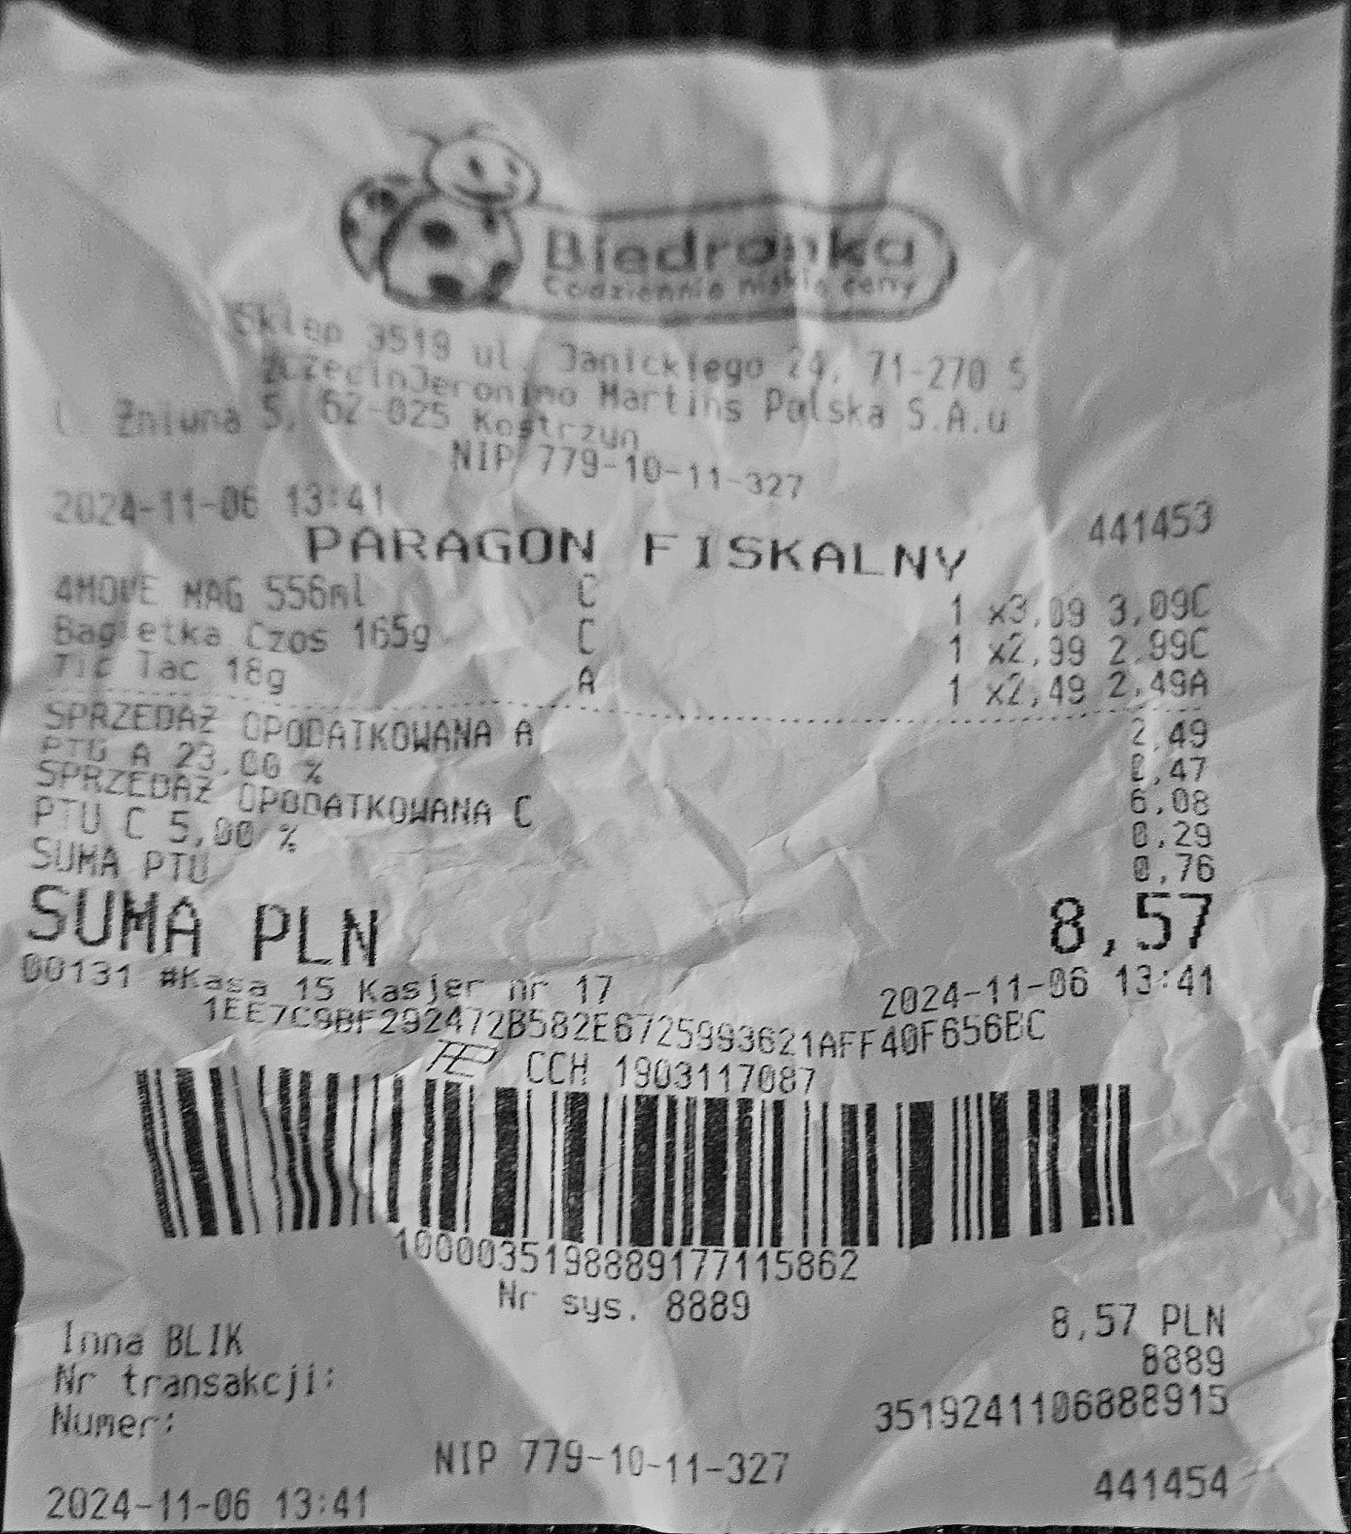 Biedronka
Codziennie niskie ceny
Sklep 3519 ul. Janickiego 24, 71-270 S
zczecinJeronimo Martins Polska S.A.u
l. Żniwna 5, 62-025 Kostrzyn
NIP 779-10-11-327
2024-11-06 13:41 441453
PARAGON FISKALNY
4MOVE MAG 556ml C 1 x3,09 3,09C
Bagietka Czos 165g C 1 x2,99 2,99C
Tic Tac 18g A 1 x2,49 2,49A
SPRZEDAŻ OPODATKOWANA A 2,49
PTU A 23,00 % 0,47
SPRZEDAŻ OPODATKOWANA C 6,08
PTU C 5,00 % 0,29
SUMA PTU 0,76
SUMA PLN 8,57
00131 #Kasa 15 Kasjer nr 17 2024-11-06 13:41
1EE7C9BF292472B582E6725993621AFF40F656BC
CCH 1903117087
1000035198889177115862
Nr sys. 8889
Inna BLIK 8,57 PLN
Nr transakcji: 8889
Numer: 3519241106888915
NIP 779-10-11-327
2024-11-06 13:41 441454